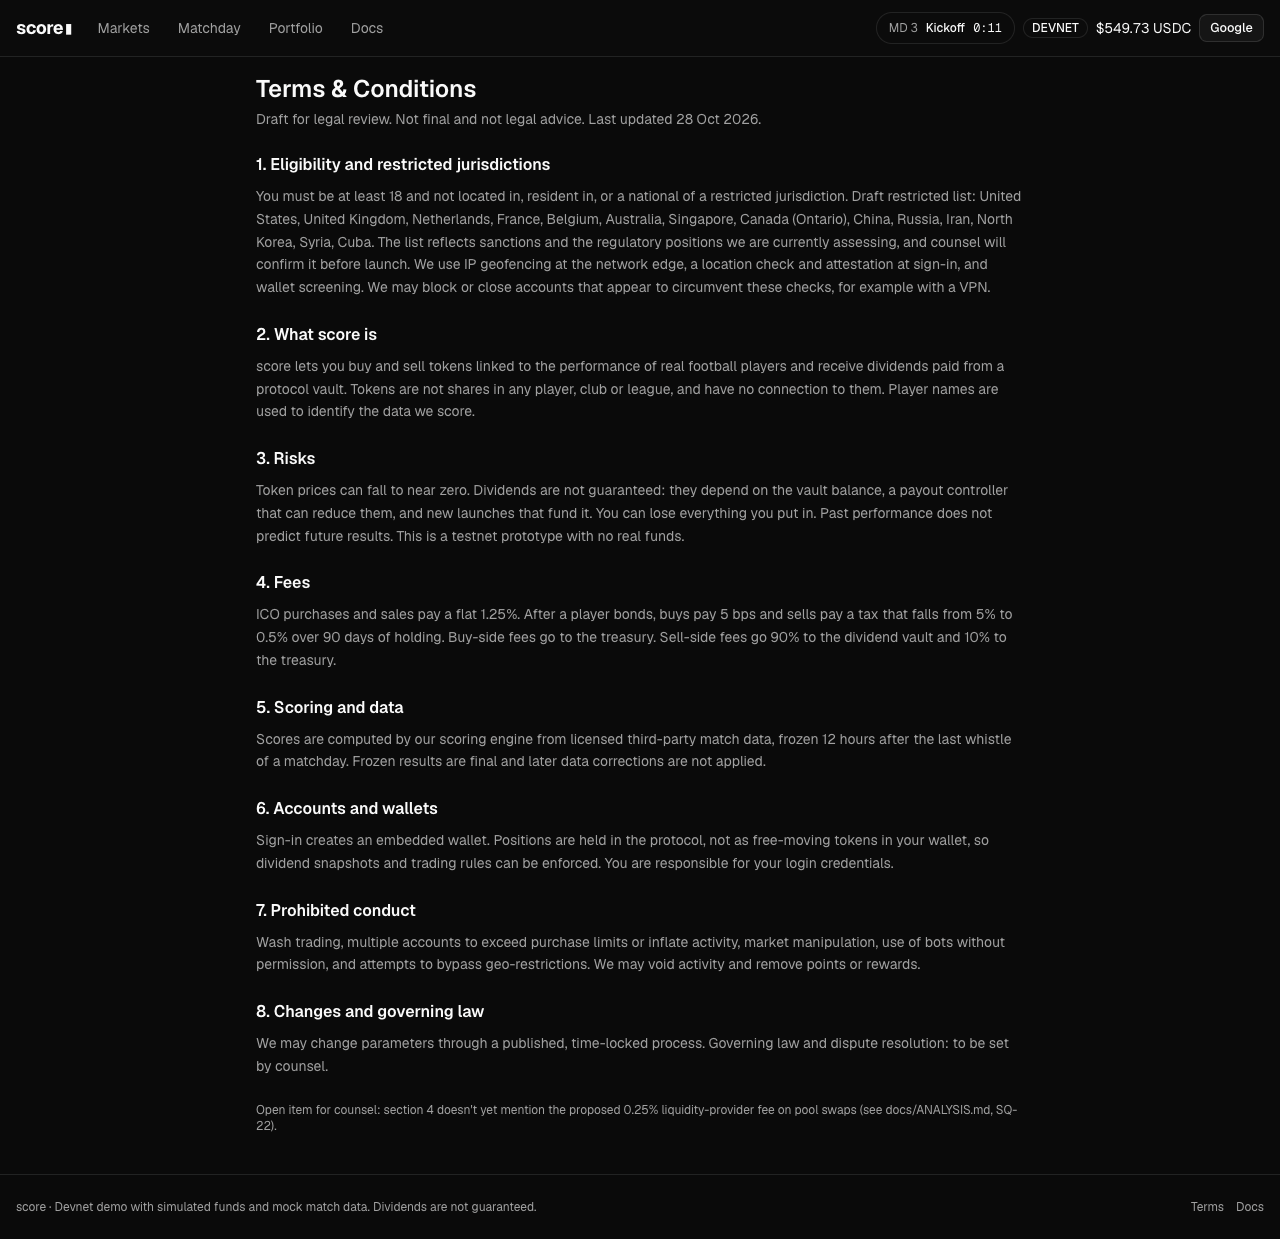 score
Markets
Matchday
Portfolio
Docs
MD 3 Kickoff 0:11
DEVNET
$549.73 USDC
Google
Terms & Conditions
Draft for legal review. Not final and not legal advice. Last updated 28 Oct 2026.
1. Eligibility and restricted jurisdictions
You must be at least 18 and not located in, resident in, or a national of a restricted jurisdiction. Draft restricted list: United
States, United Kingdom, Netherlands, France, Belgium, Australia, Singapore, Canada (Ontario), China, Russia, Iran, North
Korea, Syria, Cuba. The list reflects sanctions and the regulatory positions we are currently assessing, and counsel will
confirm it before launch. We use IP geofencing at the network edge, a location check and attestation at sign-in, and
wallet screening. We may block or close accounts that appear to circumvent these checks, for example with a VPN.
2. What score is
score lets you buy and sell tokens linked to the performance of real football players and receive dividends paid from a
protocol vault. Tokens are not shares in any player, club or league, and have no connection to them. Player names are
used to identify the data we score.
3. Risks
Token prices can fall to near zero. Dividends are not guaranteed: they depend on the vault balance, a payout controller
that can reduce them, and new launches that fund it. You can lose everything you put in. Past performance does not
predict future results. This is a testnet prototype with no real funds.
4. Fees
ICO purchases and sales pay a flat 1.25%. After a player bonds, buys pay 5 bps and sells pay a tax that falls from 5% to
0.5% over 90 days of holding. Buy-side fees go to the treasury. Sell-side fees go 90% to the dividend vault and 10% to
the treasury.
5. Scoring and data
Scores are computed by our scoring engine from licensed third-party match data, frozen 12 hours after the last whistle
of a matchday. Frozen results are final and later data corrections are not applied.
6. Accounts and wallets
Sign-in creates an embedded wallet. Positions are held in the protocol, not as free-moving tokens in your wallet, so
dividend snapshots and trading rules can be enforced. You are responsible for your login credentials.
7. Prohibited conduct
Wash trading, multiple accounts to exceed purchase limits or inflate activity, market manipulation, use of bots without
permission, and attempts to bypass geo-restrictions. We may void activity and remove points or rewards.
8. Changes and governing law
We may change parameters through a published, time-locked process. Governing law and dispute resolution: to be set
by counsel.
Open item for counsel: section 4 doesn't yet mention the proposed 0.25% liquidity-provider fee on pool swaps (see docs/ANALYSIS.md, SQ-
22).
score · Devnet demo with simulated funds and mock match data. Dividends are not guaranteed.
Terms
Docs